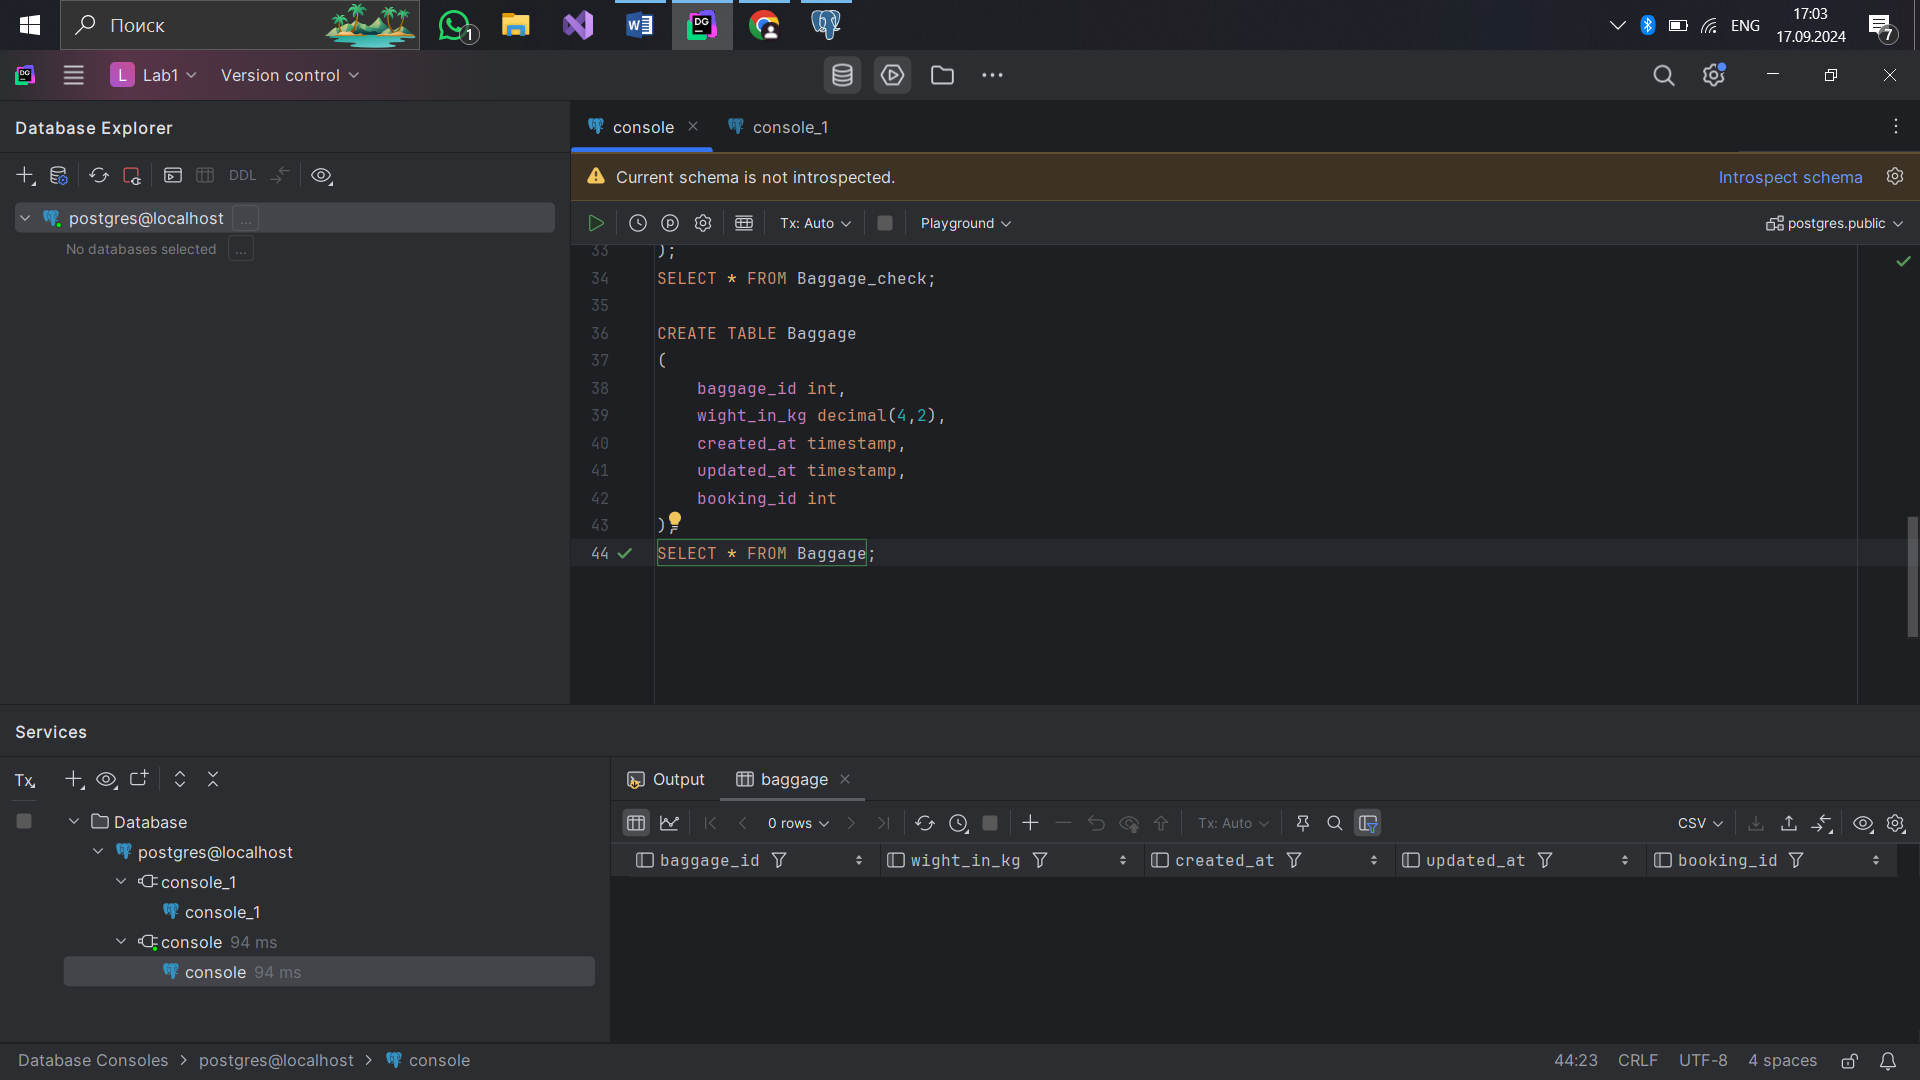 Поиск
1
W
DG
ENG
17:03
17.09.2024
7
DG
L Lab1
Version control
Database Explorer
DDL
postgres@localhost ...
No databases selected ...
console
console_1
Current schema is not introspected.
Introspect schema
Tx: Auto
Playground
postgres.public
33 );
34 SELECT * FROM Baggage_check;
35
36 CREATE TABLE Baggage
37 (
38 baggage_id int,
39 wight_in_kg decimal(4,2),
40 created_at timestamp,
41 updated_at timestamp,
42 booking_id int
43 );
44 SELECT * FROM Baggage;
Services
Tx
Database
postgres@localhost
console_1
console_1
console 94 ms
console 94 ms
Output
baggage
0 rows
Tx: Auto
CSV
baggage_id
wight_in_kg
created_at
updated_at
booking_id
Database Consoles > postgres@localhost > console
44:23 CRLF UTF-8 4 spaces